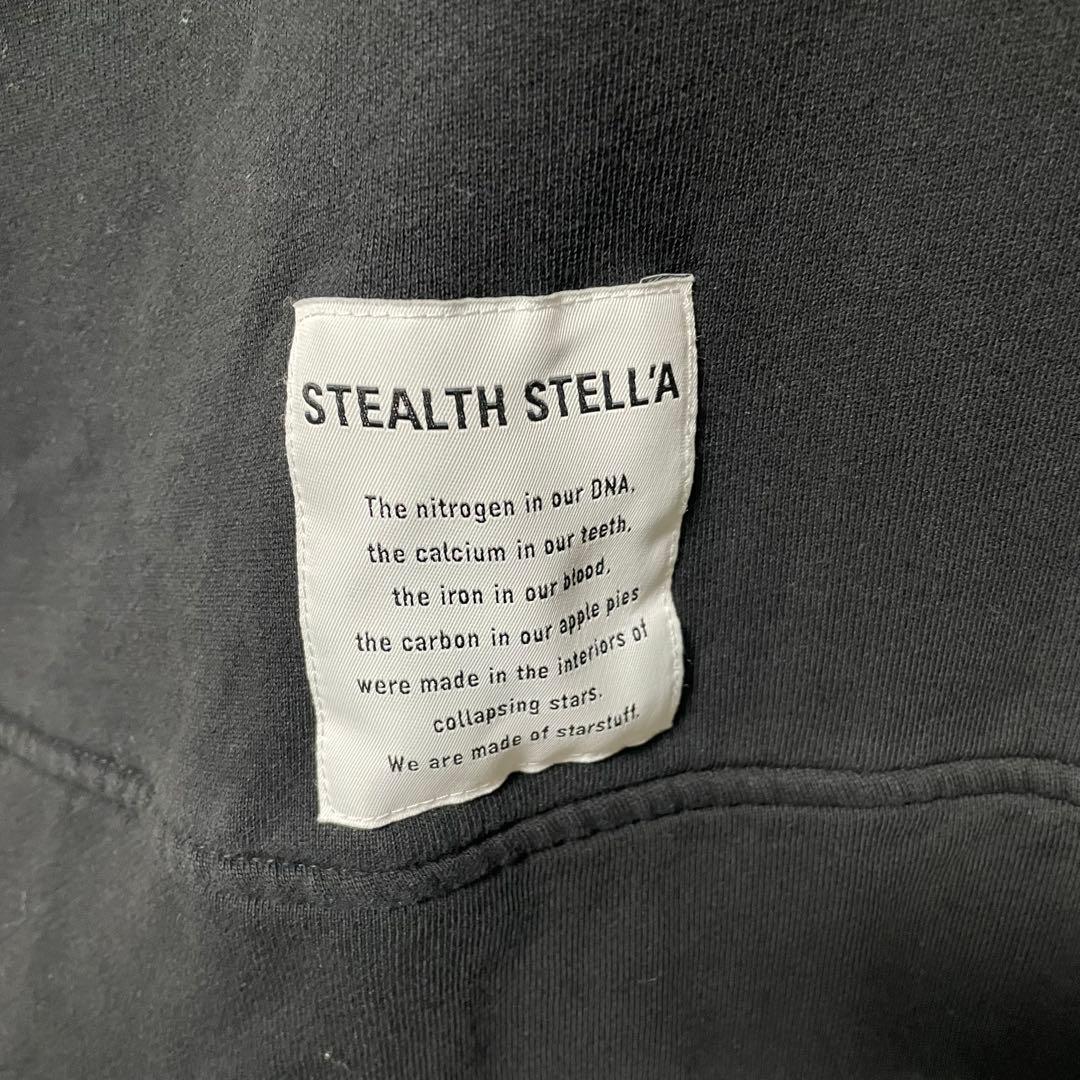 STEALTH STELL'A
The nitrogen in our DNA,
the calcium in our teeth,
the iron in our blood,
the carbon in our apple pies
were made in the interiors of
collapsing stars.
We are made of starstuff.